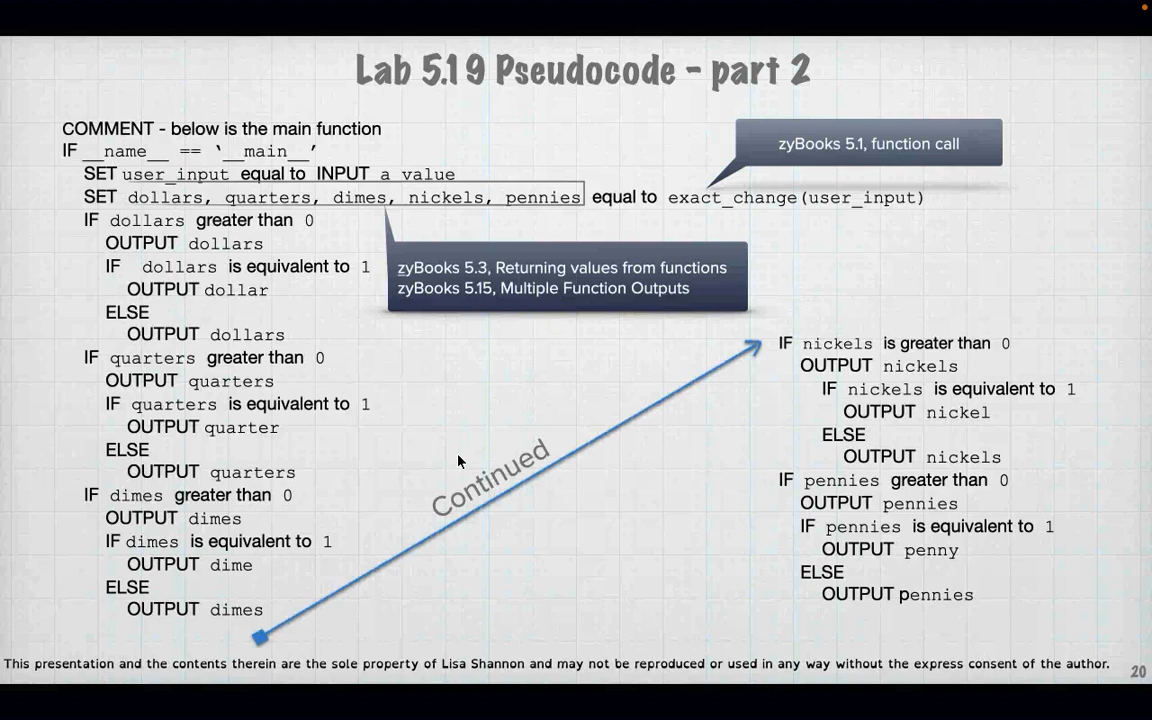 Lab 5.19 Pseudocode - part 2
COMMENT - below is the main function
IF __name__ == ‘__main__’
SET user_input equal to INPUT a value
SET dollars, quarters, dimes, nickels, pennies equal to exact_change(user_input)
zyBooks 5.1, function call
IF dollars greater than 0
OUTPUT dollars
IF dollars is equivalent to 1
OUTPUT dollar
ELSE
OUTPUT dollars
zyBooks 5.3, Returning values from functions
zyBooks 5.15, Multiple Function Outputs
IF quarters greater than 0
OUTPUT quarters
IF quarters is equivalent to 1
OUTPUT quarter
ELSE
OUTPUT quarters
IF dimes greater than 0
OUTPUT dimes
IF dimes is equivalent to 1
OUTPUT dime
ELSE
OUTPUT dimes
Continued
IF nickels is greater than 0
OUTPUT nickels
IF nickels is equivalent to 1
OUTPUT nickel
ELSE
OUTPUT nickels
IF pennies greater than 0
OUTPUT pennies
IF pennies is equivalent to 1
OUTPUT penny
ELSE
OUTPUT pennies
This presentation and the contents therein are the sole property of Lisa Shannon and may not be reproduced or used in any way without the express consent of the author.
20